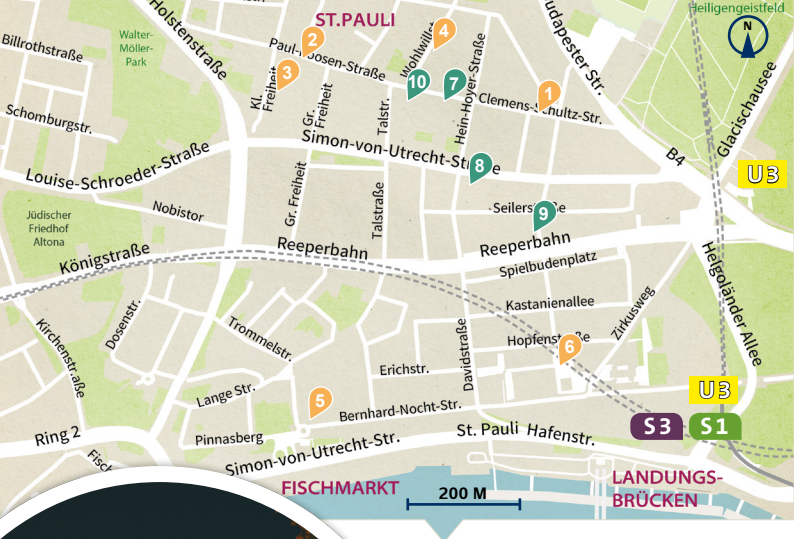 Heiligengeistfeld
N
ST.PAULI
Holstenstraße
Budapester Str.
Billrothstraße
Walter-
Möller-
Park
2
4
Paul-Roosen-Straße
Wohlwillst
3
10
7
1
Kl. Freiheit
Gr. Freiheit
Talstr.
Hein-Hoyer-Straße
Clemens-Schultz-Str.
Glacischaussee
Schomburgstr.
Simon-von-Utrecht-Straße
B4
U3
8
Louise-Schroeder-Straße
Gr. Freiheit
Talstraße
Nobistor
Seilerstraße
9
Jüdischer
Friedhof
Altona
Königstraße
Reeperbahn
Reeperbahn
Spielbudenplatz
Helgoländer Allee
Kastanienallee
Zirkusweg
Kirchenstr.aße
Dosenstr.
Trommelstr.
Davidstraße
Hopfenstraße
6
Erichstr.
U3
Lange Str.
5
Bernhard-Nocht-Str.
S3
S1
Ring 2
Pinnasberg
St. Pauli Hafenstr.
Simon-von-Utrecht-Str.
Fisc
FISCHMARKT
200 M
LANDUNGS-
BRÜCKEN